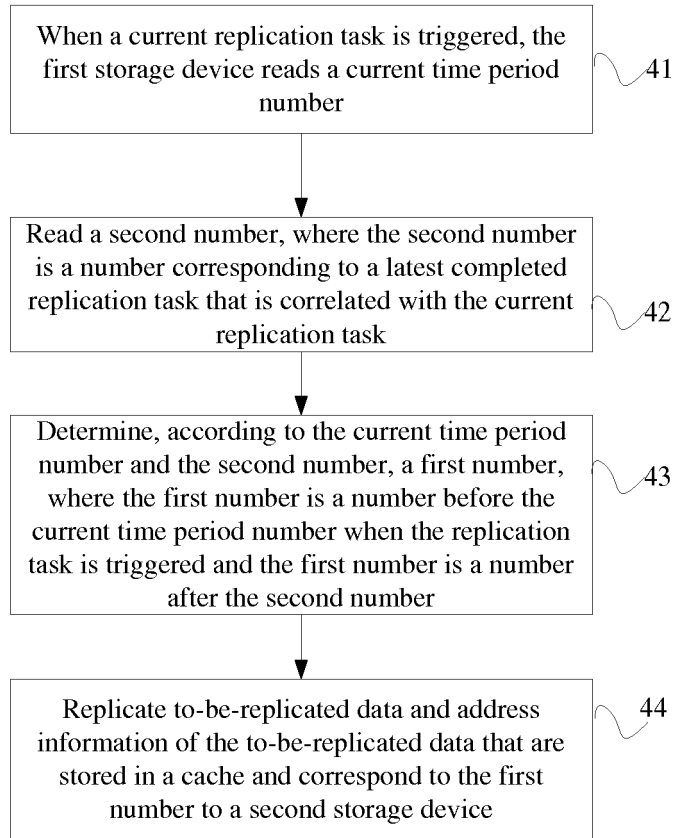 When a current replication task is triggered, the
first storage device reads a current time period
number
41
Read a second number, where the second number
is a number corresponding to a latest completed
replication task that is correlated with the current
replication task
42
Determine, according to the current time period
number and the second number, a first number,
where the first number is a number before the
current time period number when the replication
task is triggered and the first number is a number
after the second number
43
Replicate to-be-replicated data and address
information of the to-be-replicated data that are
stored in a cache and correspond to the first
number to a second storage device
44